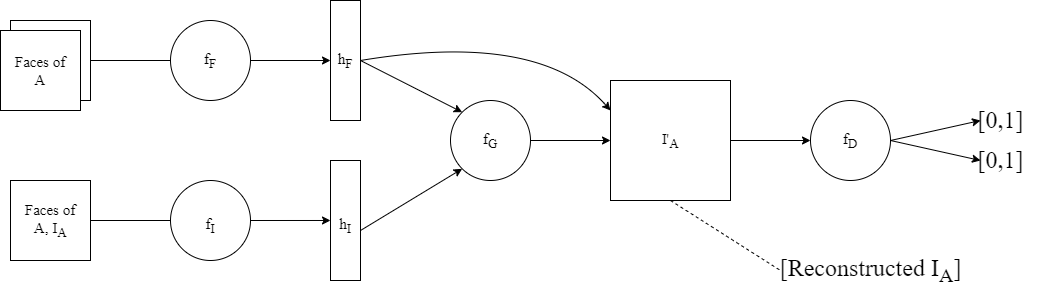 Faces of
A
f_F
h_F
f_G
I'_A
f_D
[0,1]
[0,1]
Faces of
A, I_A
f_I
h_I
[Reconstructed I_A]